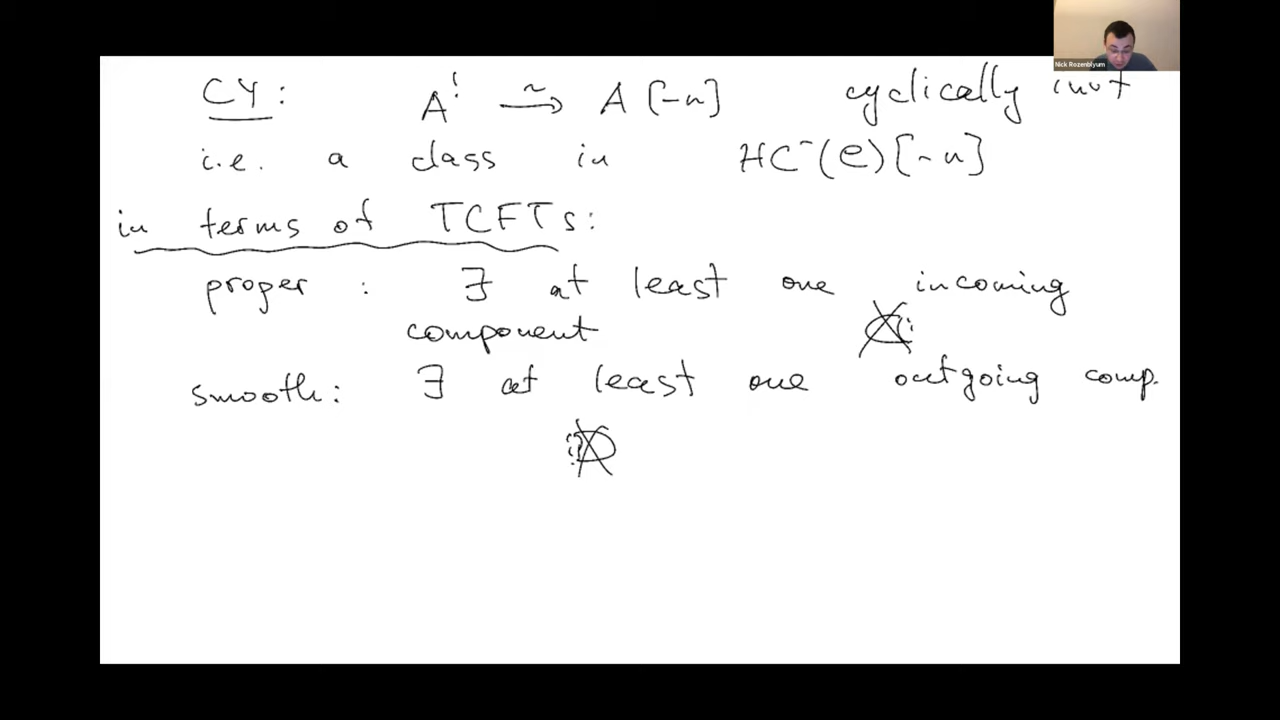 Nick Rozenblyum
CY: A^! ~→ A [-n] cyclically inv't
i.e. a class in HC^-(C)[-n]
in terms of TCFTs:
proper : ∃ at least one incoming
component
smooth: ∃ at least one outgoing comp.